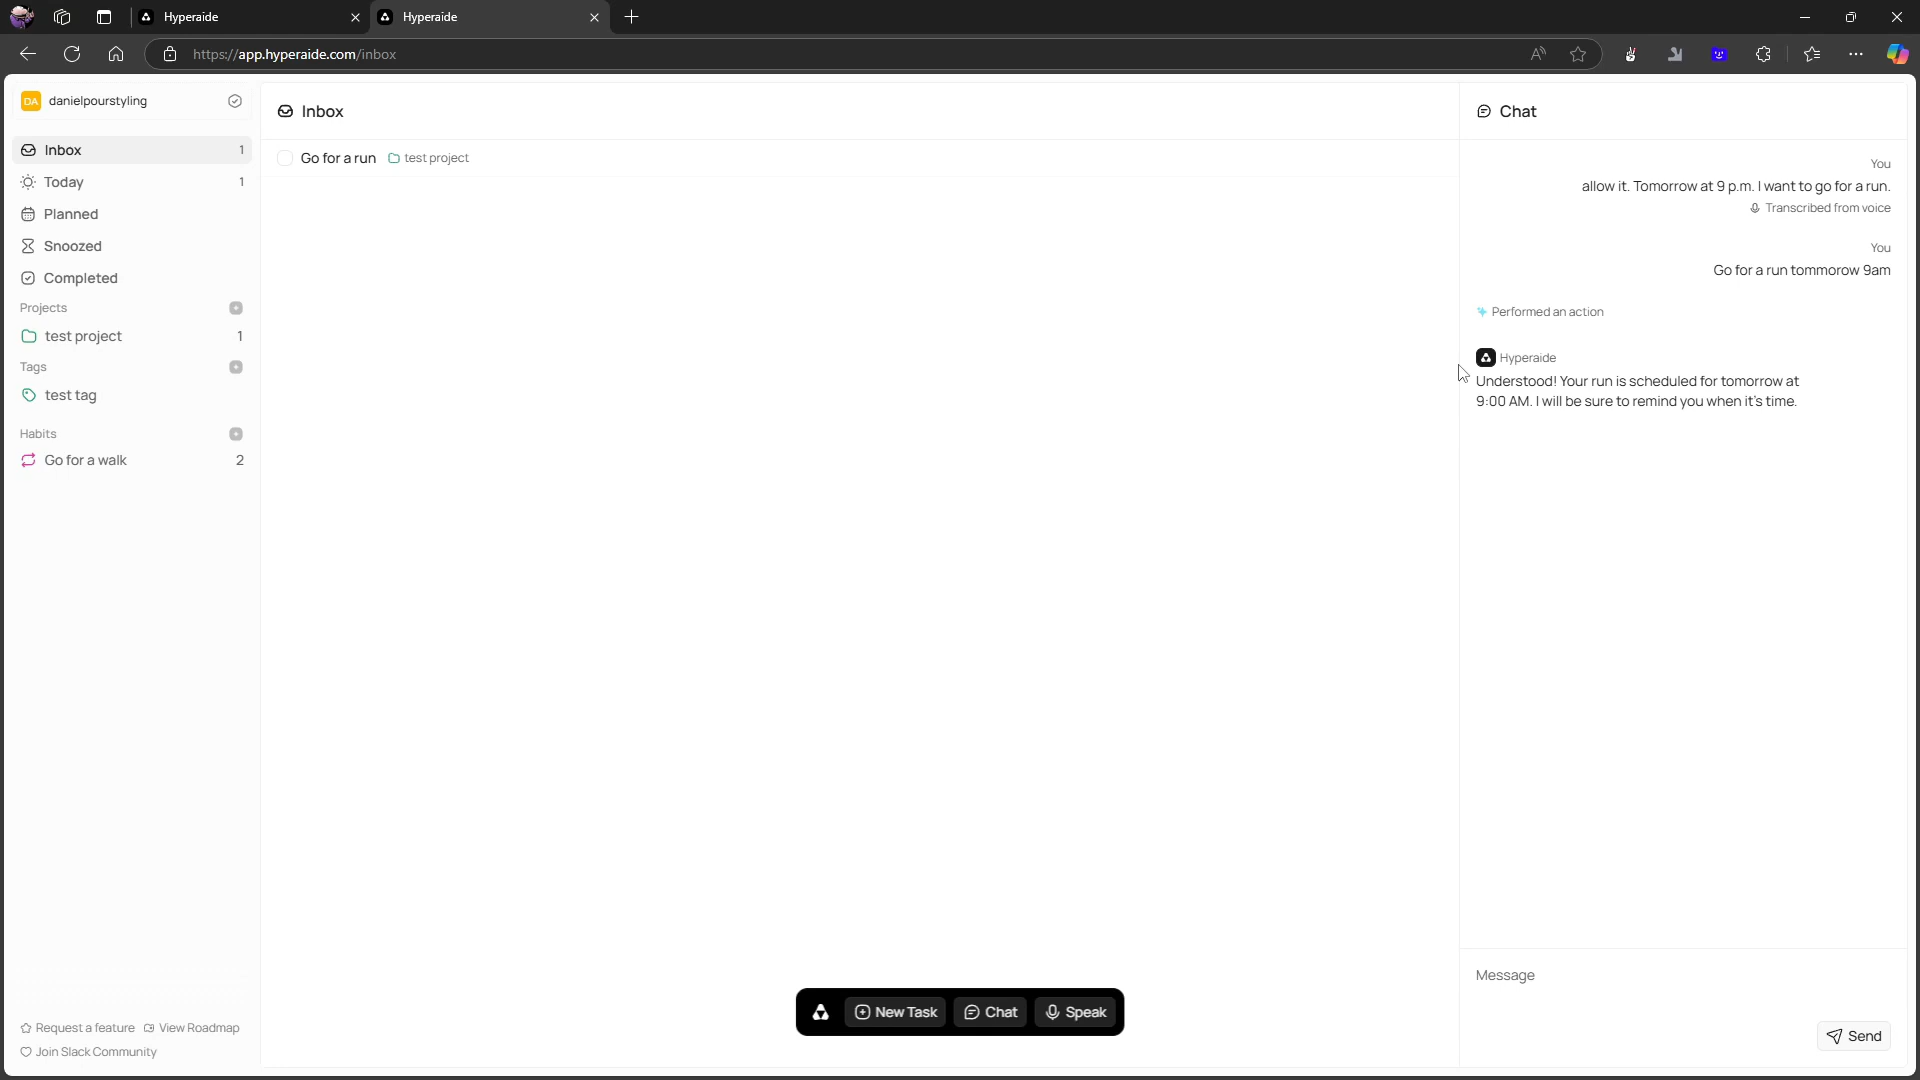 Hyperaide
Hyperaide
https://app.hyperaide.com/inbox
DA danielpourstyling
Inbox 1
Today 1
Planned
Snoozed
Completed
Projects
test project 1
Tags
test tag
Habits
Go for a walk 2
Request a feature View Roadmap
Join Slack Community
Inbox
Go for a run test project
New Task Chat Speak
Chat
You
allow it. Tomorrow at 9 p.m. I want to go for a run.
Transcribed from voice
You
Go for a run tommorow 9am
Performed an action
Hyperaide
Understood! Your run is scheduled for tomorrow at
9:00 AM. I will be sure to remind you when it's time.
Message
Send